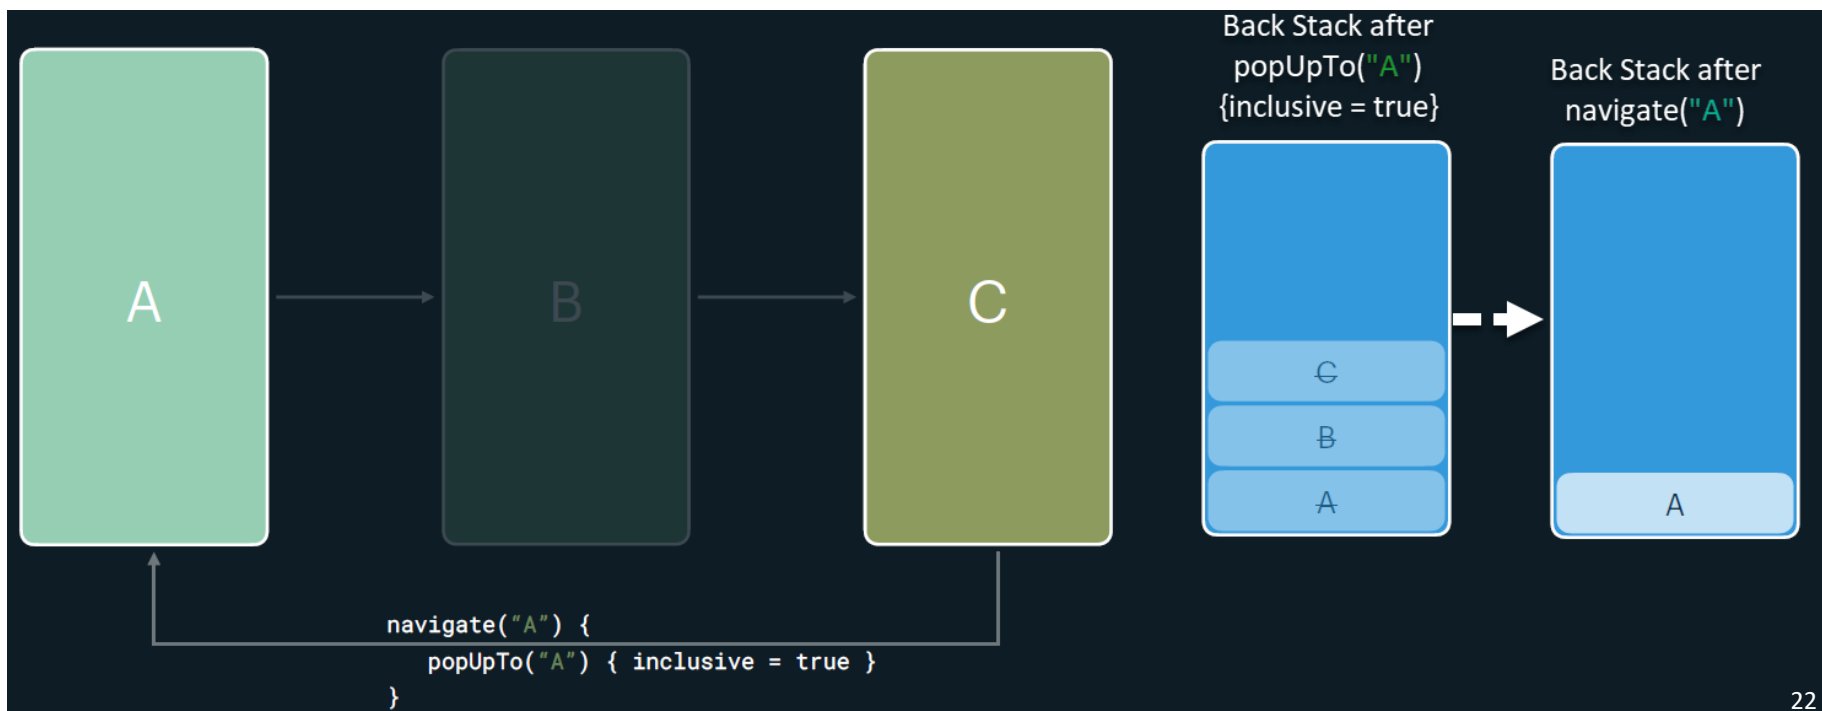 A
B
C
navigate("A") {
popUpTo("A") { inclusive = true }
}
Back Stack after
popUpTo("A")
{inclusive = true}
C
B
A
Back Stack after
navigate("A")
A
22